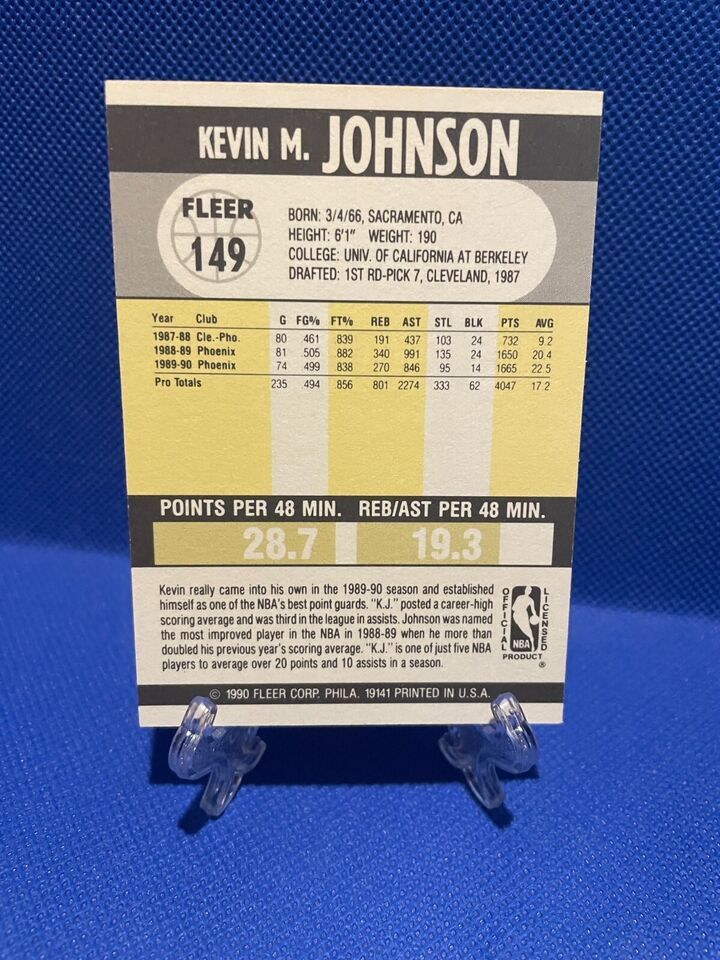 KEVIN M. JOHNSON
FLEER
149
BORN: 3/4/66, SACRAMENTO, CA
HEIGHT: 6'1" WEIGHT: 190
COLLEGE: UNIV. OF CALIFORNIA AT BERKELEY
DRAFTED: 1ST RD-PICK 7, CLEVELAND, 1987
Year Club G FG% FT% REB AST STL BLK PTS AVG
1987-88 Cle.-Pho. 80 .461 .839 191 437 103 24 732 9.2
1988-89 Phoenix 81 .505 .882 340 991 135 24 1650 20.4
1989-90 Phoenix 74 .499 .838 270 846 95 14 1665 22.5
Pro Totals 235 .494 .856 801 2274 333 62 4047 17.2
POINTS PER 48 MIN. REB/AST PER 48 MIN.
28.7 19.3
Kevin really came into his own in the 1989-90 season and established
himself as one of the NBA's best point guards. "K.J." posted a career-high
scoring average and was third in the league in assists. Johnson was named
the most improved player in the NBA in 1988-89 when he more than
doubled his previous year's scoring average. "K.J." is one of just five NBA
players to average over 20 points and 10 assists in a season.
OFFICIAL
LICENSED
NBA
PRODUCT
®
© 1990 FLEER CORP. PHILA. 19141 PRINTED IN U.S.A.